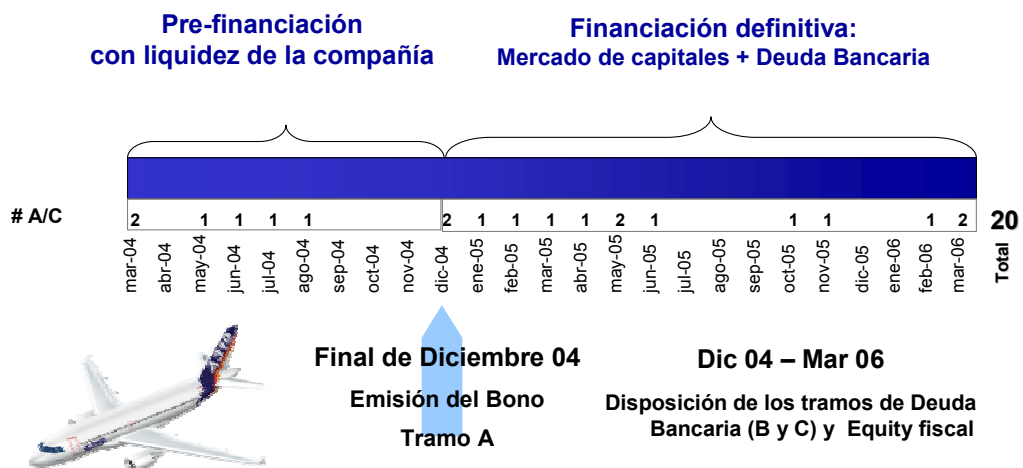 Pre-financiación
con liquidez de la compañía
Financiación definitiva:
Mercado de capitales + Deuda Bancaria
# A/C
2 1 1 1 1 2 1 1 1 1 2 1 1 1 1 2
20
mar-04 abr-04 may-04 jun-04 jul-04 ago-04 sep-04 oct-04 nov-04 dic-04 ene-05 feb-05 mar-05 abr-05 may-05 jun-05 jul-05 ago-05 sep-05 oct-05 nov-05 dic-05 ene-06 feb-06 mar-06
Total
Final de Diciembre 04
Emisión del Bono
Tramo A
Dic 04 – Mar 06
Disposición de los tramos de Deuda
Bancaria (B y C) y Equity fiscal